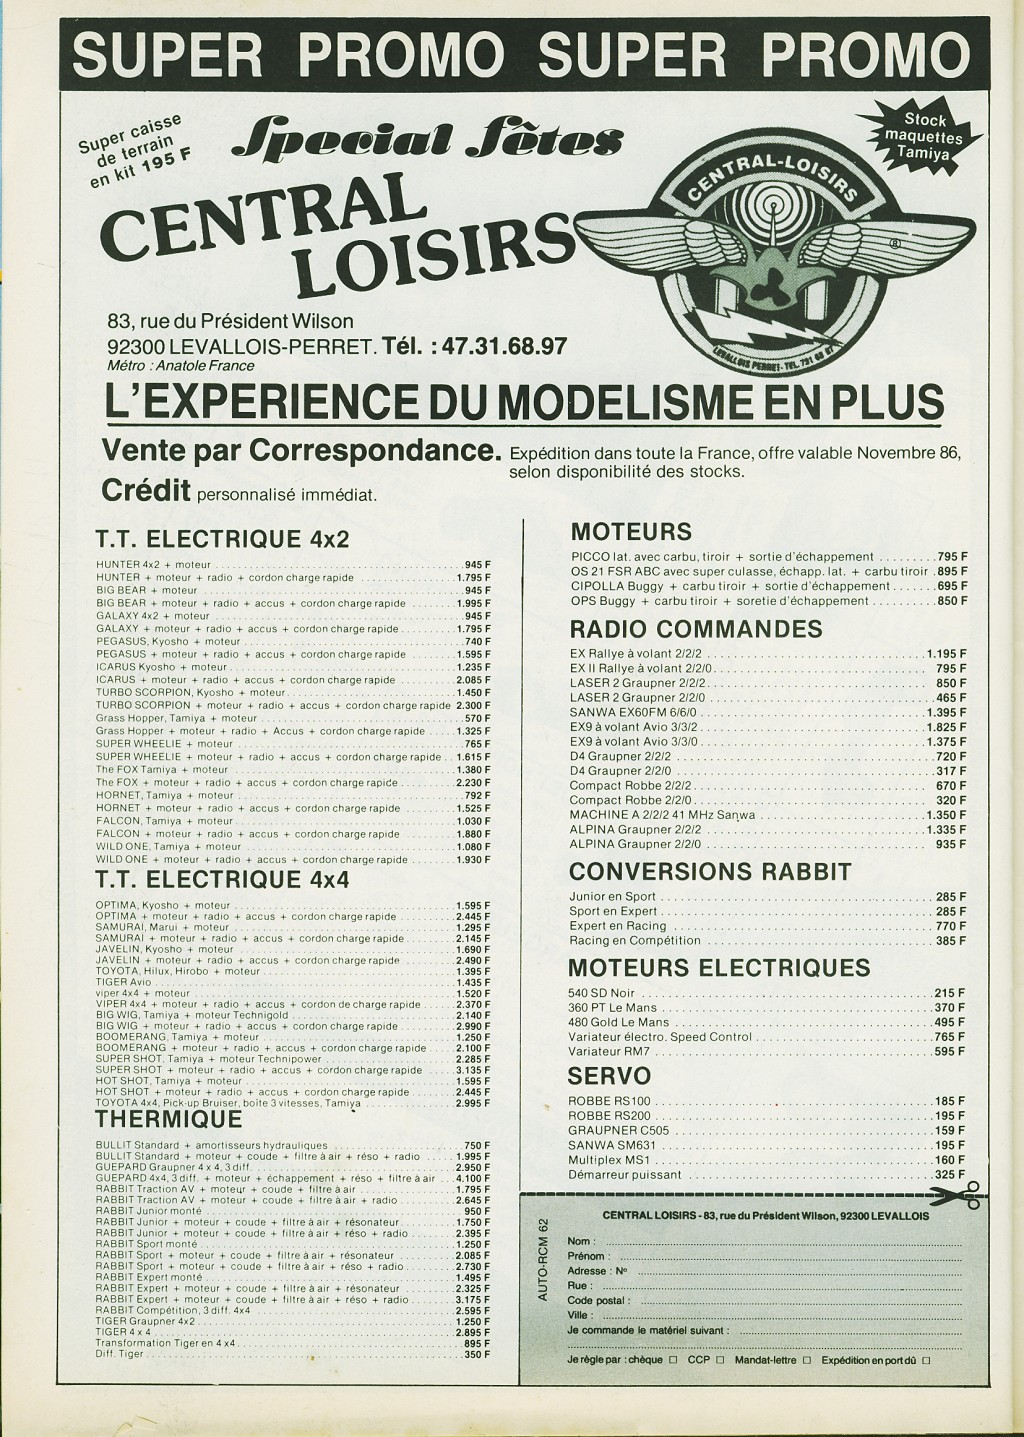 SUPER PROMO SUPER PROMO
Super caisse
de terrain
en kit 195 F
Special fêtes
Stock
maquettes
Tamiya
CENTRAL
LOISIRS
CENTRAL-LOISIRS
®
LEVALLOIS PERRET - TEL. 731 68 97
83, rue du Président Wilson
92300 LEVALLOIS-PERRET. Tél. : 47.31.68.97
Métro : Anatole France
L'EXPERIENCE DU MODELISME EN PLUS
Vente par Correspondance. Expédition dans toute la France, offre valable Novembre 86,
selon disponibilité des stocks.
Crédit personnalisé immédiat.
T.T. ELECTRIQUE 4x2
HUNTER 4x2 + moteur 945 F
HUNTER + moteur + radio + cordon charge rapide 1.795 F
BIG BEAR + moteur 945 F
BIG BEAR + moteur + radio + accus + cordon charge rapide 1.995 F
GALAXY 4x2 + moteur 945 F
GALAXY + moteur + radio + accus + cordon charge rapide 1.795 F
PEGASUS, Kyosho + moteur 740 F
PEGASUS + moteur + radio + accus + cordon charge rapide 1.595 F
ICARUS Kyosho + moteur 1.235 F
ICARUS + moteur + radio + accus + cordon charge rapide 2.085 F
TURBO SCORPION, Kyosho + moteur 1.450 F
TURBO SCORPION + moteur + radio + accus + cordon charge rapide 2.300 F
Grass Hopper, Tamiya + moteur 570 F
Grass Hopper + moteur + radio + Accus + cordon charge rapide 1.325 F
SUPER WHEELIE + moteur 765 F
SUPER WHEELIE + moteur + radio + accus + cordon charge rapide 1.615 F
The FOX Tamiya + moteur 1.380 F
The FOX + moteur + radio + accus + cordon charge rapide 2.230 F
HORNET, Tamiya + moteur 792 F
HORNET + moteur + radio + accus + cordon charge rapide 1.525 F
FALCON, Tamiya + moteur 1.030 F
FALCON + moteur + radio + accus + cordon charge rapide 1.880 F
WILD ONE, Tamiya + moteur 1.080 F
WILD ONE + moteur + radio + accus + cordon charge rapide 1.930 F
T.T. ELECTRIQUE 4x4
OPTIMA, Kyosho + moteur 1.595 F
OPTIMA + moteur + radio + accus + cordon charge rapide 2.445 F
SAMURAI, Marui + moteur 1.295 F
SAMURAI + moteur + radio + accus + cordon charge rapide 2.145 F
JAVELIN, Kyosho + moteur 1.690 F
JAVELIN + moteur + radio + accus + cordon charge rapide 2.490 F
TOYOTA, Hilux, Hirobo + moteur 1.395 F
TIGER Avio 1.435 F
viper 4x4 + moteur 1.520 F
VIPER 4x4 + moteur + radio + accus + cordon de charge rapide 2.370 F
BIG WIG, Tamiya + moteur Technigold 2.140 F
BIG WIG + moteur + radio + accus + cordon charge rapide 2.990 F
BOOMERANG, Tamiya + moteur 1.250 F
BOOMERANG + moteur + radio + accus + cordon charge rapide 2.100 F
SUPER SHOT, Tamiya + moteur Technipower 2.285 F
SUPER SHOT + moteur + radio + accus + cordon charge rapide 3.135 F
HOT SHOT, Tamiya + moteur 1.595 F
HOT SHOT + moteur + radio + accus + cordon charge rapide 2.445 F
TOYOTA 4x4, Pick-up Bruiser, boîte 3 vitesses, Tamiya 2.995 F
THERMIQUE
BULLIT Standard + amortisseurs hydrauliques 750 F
BULLIT Standard + moteur + coude + filtre à air + réso + radio 1.995 F
GUEPARD Graupner 4 x 4, 3 diff. 2.950 F
GUEPARD 4x4, 3 diff. + moteur + échappement + réso + filtre à air 4.100 F
RABBIT Traction AV + moteur + coude + filtre à air 1.795 F
RABBIT Traction AV + moteur + coude + filtre à air + radio 2.645 F
RABBIT Junior monté 950 F
RABBIT Junior + moteur + coude + filtre à air + résonateur 1.750 F
RABBIT Junior + moteur + coude + filtre à air + réso + radio 2.395 F
RABBIT Sport monté 1.250 F
RABBIT Sport + moteur + coude + filtre à air + résonateur 2.085 F
RABBIT Sport + moteur + coude + filtre à air + réso + radio 2.730 F
RABBIT Expert monté 1.495 F
RABBIT Expert + moteur + coude + filtre à air + résonateur 2.325 F
RABBIT Expert + moteur + coude + filtre à air + réso + radio 3.175 F
RABBIT Compétition, 3 diff. 4x4 2.595 F
TIGER Graupner 4x2 1.250 F
TIGER 4 x 4 2.895 F
Transformation Tiger en 4 x4 895 F
Diff. Tiger 350 F
MOTEURS
PICCO lat. avec carbu, tiroir + sortie d'échappement 795 F
OS 21 FSR ABC avec super culasse, échapp. lat. + carbu tiroir 895 F
CIPOLLA Buggy + carbu tiroir + sortie d'échappement 695 F
OPS Buggy + carbu tiroir + soretie d'échappement 850 F
RADIO COMMANDES
EX Rallye à volant 2/2/2 1.195 F
EX II Rallye à volant 2/2/0 795 F
LASER 2 Graupner 2/2/2 850 F
LASER 2 Graupner 2/2/0 465 F
SANWA EX60FM 6/6/0 1.395 F
EX9 à volant Avio 3/3/2 1.825 F
EX9 à volant Avio 3/3/0 1.375 F
D4 Graupner 2/2/2 720 F
D4 Graupner 2/2/0 317 F
Compact Robbe 2/2/2 670 F
Compact Robbe 2/2/0 320 F
MACHINE A 2/2/2 41 MHz Sanwa 1.350 F
ALPINA Graupner 2/2/2 1.335 F
ALPINA Graupner 2/2/0 935 F
CONVERSIONS RABBIT
Junior en Sport 285 F
Sport en Expert 285 F
Expert en Racing 770 F
Racing en Compétition 385 F
MOTEURS ELECTRIQUES
540 SD Noir 215 F
360 PT Le Mans 370 F
480 Gold Le Mans 495 F
Variateur électro. Speed Control 765 F
Variateur RM7 595 F
SERVO
ROBBE RS100 185 F
ROBBE RS200 195 F
GRAUPNER C505 159 F
SANWA SM631 195 F
Multiplex MS1 160 F
Démarreur puissant 325 F
AUTO-RCM 62
CENTRAL LOISIRS - 83, rue du Président Wilson, 92300 LEVALLOIS
Nom :
Prénom :
Adresse : Nº
Rue :
Code postal :
Ville :
Je commande le matériel suivant :
Je règle par : chèque □ CCP □ Mandat-lettre □ Expédition en port dû □